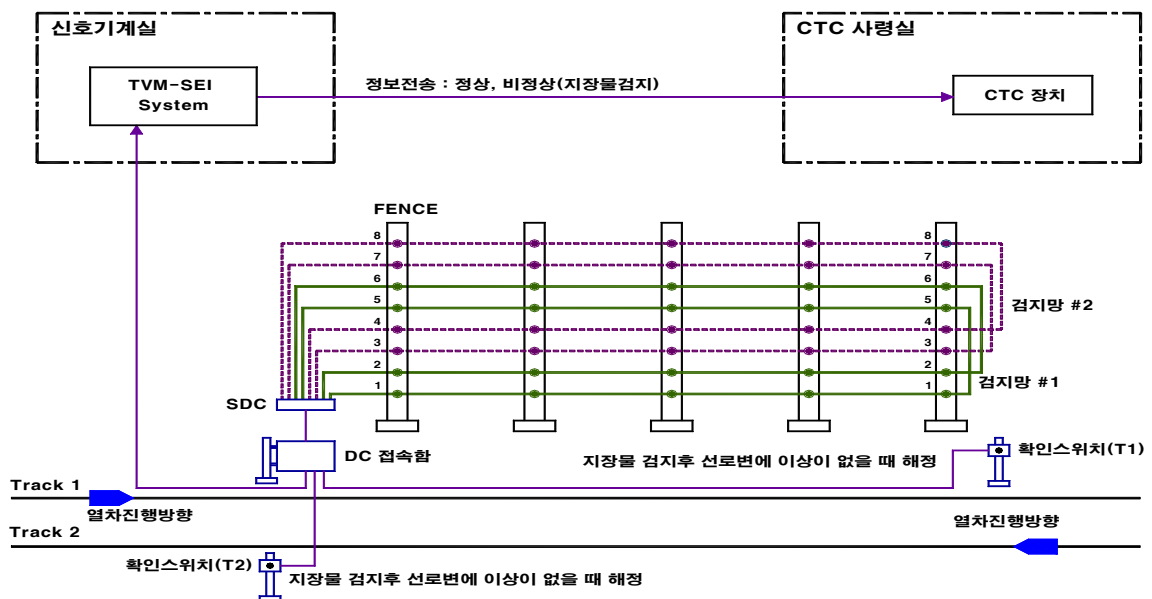 신호기계실
CTC 사령실
TVM-SEI
System
정보전송 : 정상, 비정상(지장물검지)
CTC 장치
FENCE
8
8
7
7
6
6
5
5
검지망 #2
4
4
3
3
2
2
검지망 #1
1
1
SDC
DC 접속함
지장물 검지후 선로변에 이상이 없을 때 해정
확인스위치(T1)
Track 1
열차진행방향
열차진행방향
Track 2
확인스위치(T2)
지장물 검지후 선로변에 이상이 없을 때 해정